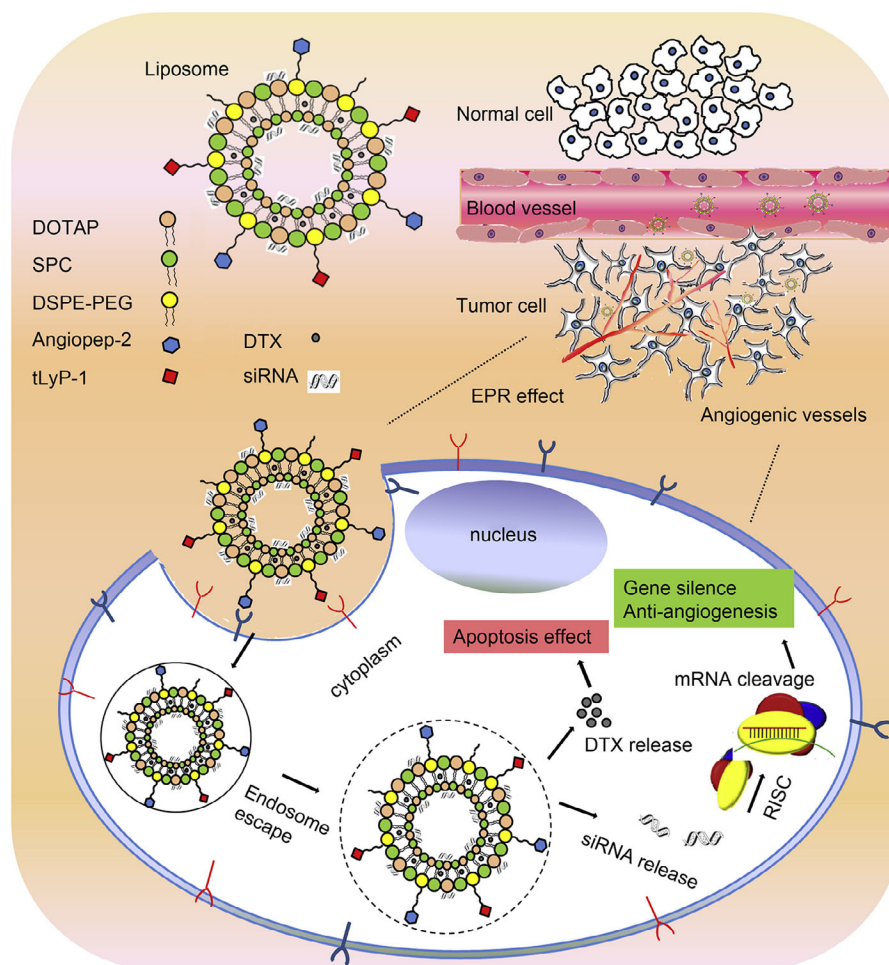 Liposome
Normal cell
Blood vessel
DOTAP
SPC
DSPE-PEG
Angiopep-2
tLyP-1
DTX
siRNA
Tumor cell
EPR effect
Angiogenic vessels
nucleus
Gene silence
Anti-angiogenesis
Apoptosis effect
cytoplasm
mRNA cleavage
DTX release
RISC
Endosome
escape
siRNA release